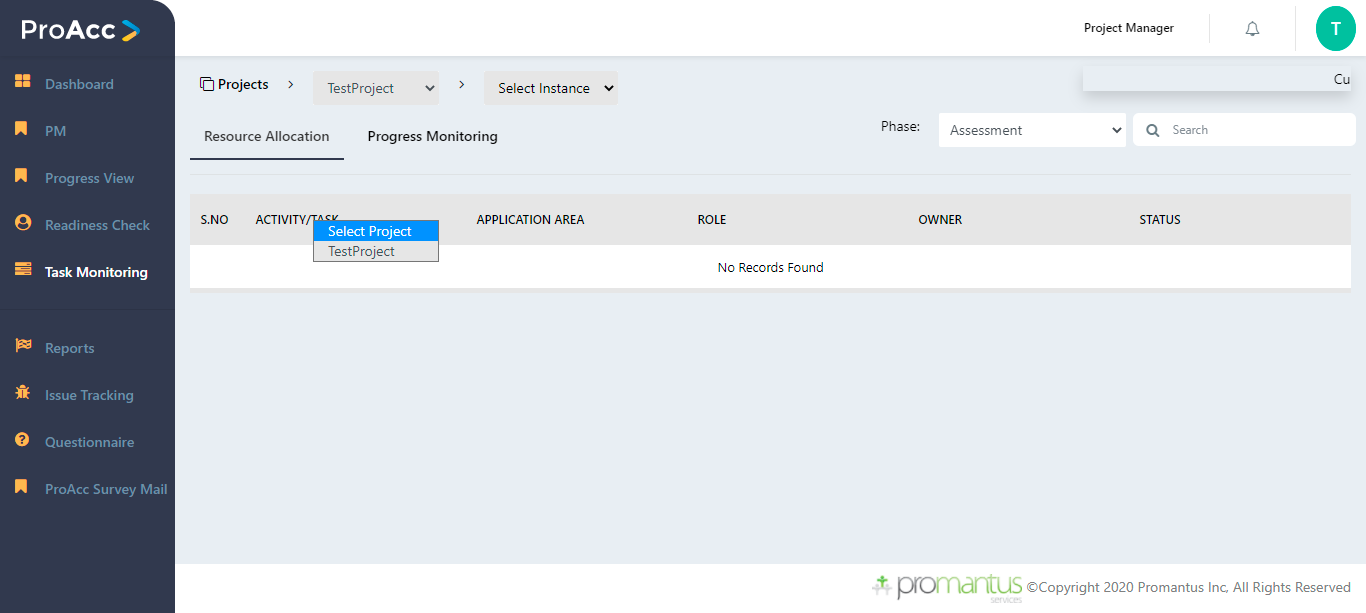 ProAcc
Project Manager
T
Dashboard
PM
Progress View
Readiness Check
Task Monitoring
Reports
Issue Tracking
Questionnaire
ProAcc Survey Mail
Projects > TestProject > Select Instance
Cu
Resource Allocation Progress Monitoring
Phase: Assessment Search
S.NO ACTIVITY/TASK APPLICATION AREA ROLE OWNER STATUS
Select Project
TestProject
No Records Found
promantus services ©Copyright 2020 Promantus Inc, All Rights Reserved